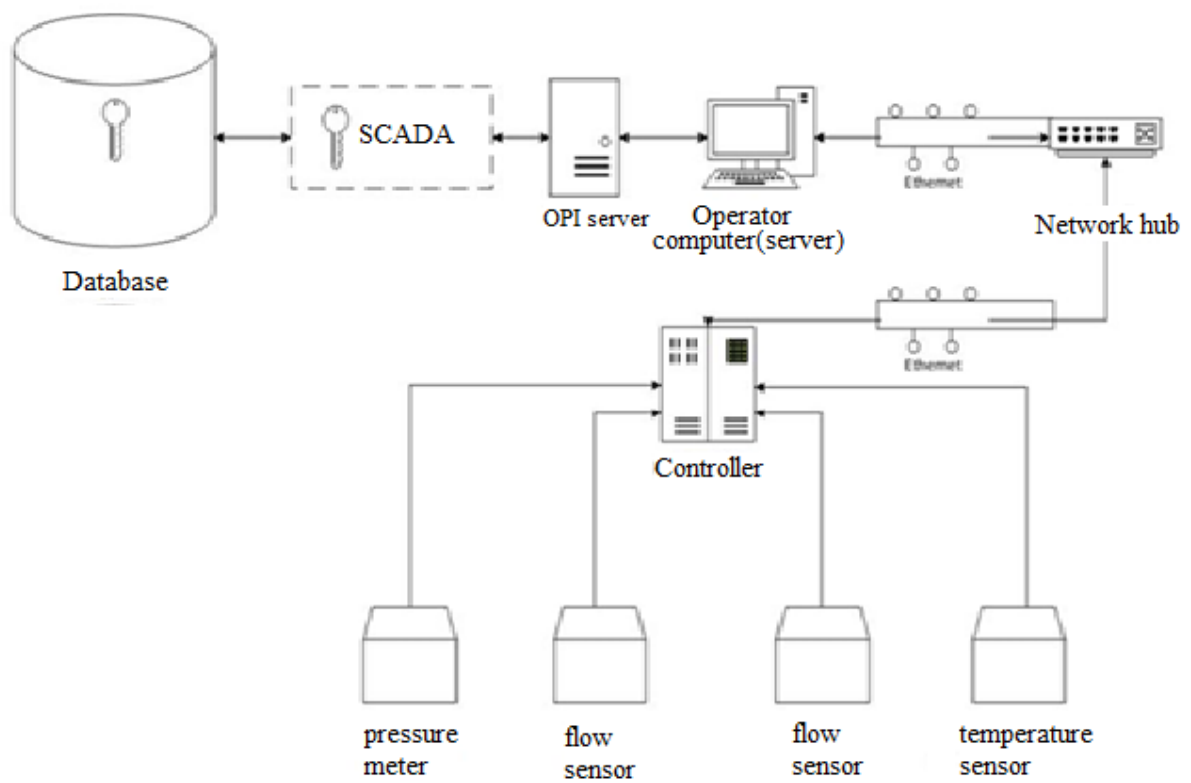 SCADA
OPI server
Operator
computer(server)
Ethernet
Network hub
Database
Ethernet
Controller
pressure
meter
flow
sensor
flow
sensor
temperature
sensor